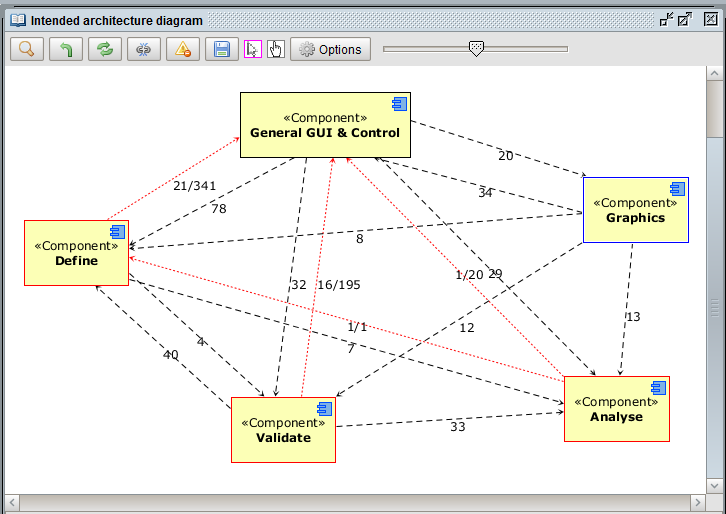 Intended architecture diagram
Options
«Component»
General GUI & Control
20
«Component»
Graphics
21/341
34
78
8
«Component»
Define
1/20
29
32
16/195
13
1/1
12
4
7
40
«Component»
Analyse
«Component»
Validate
33